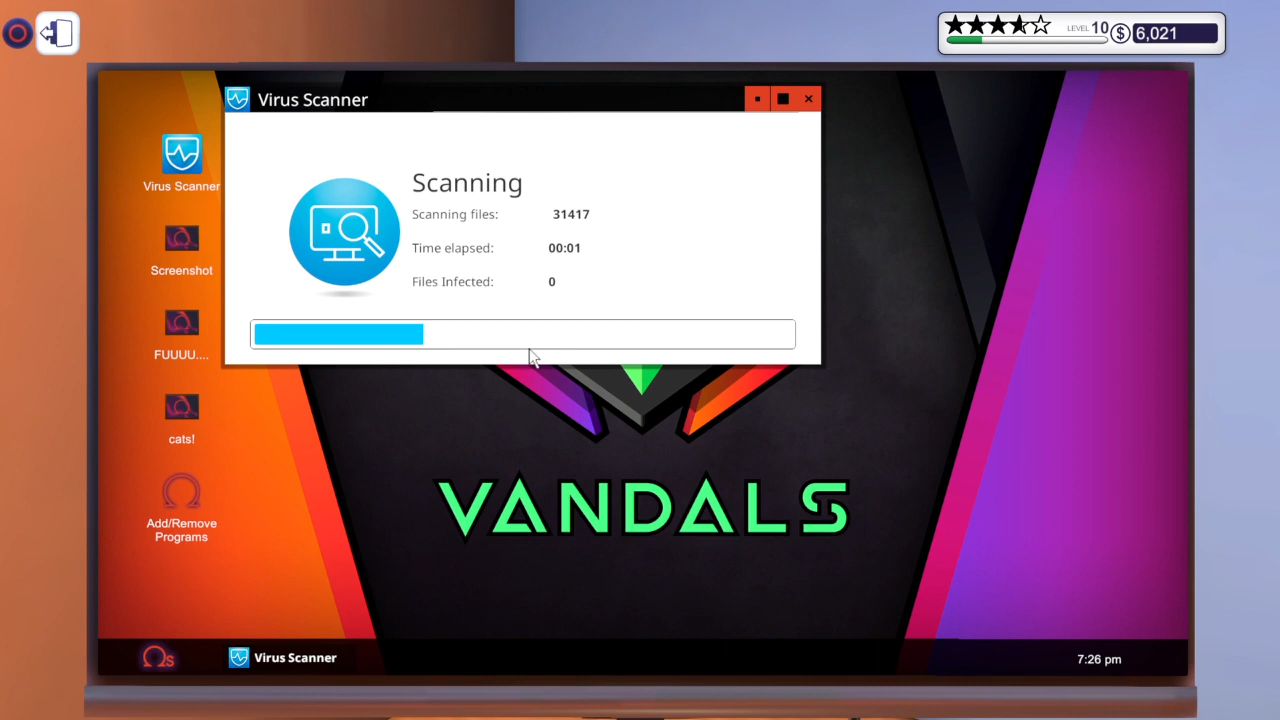 LEVEL 10 $ 6,021
Virus Scanner
Virus Scanner
Screenshot
FUUUU....
cats!
Add/Remove
Programs
Scanning
Scanning files: 31417
Time elapsed: 00:01
Files Infected: 0
VANDALS
Ωs
Virus Scanner
7:26 pm